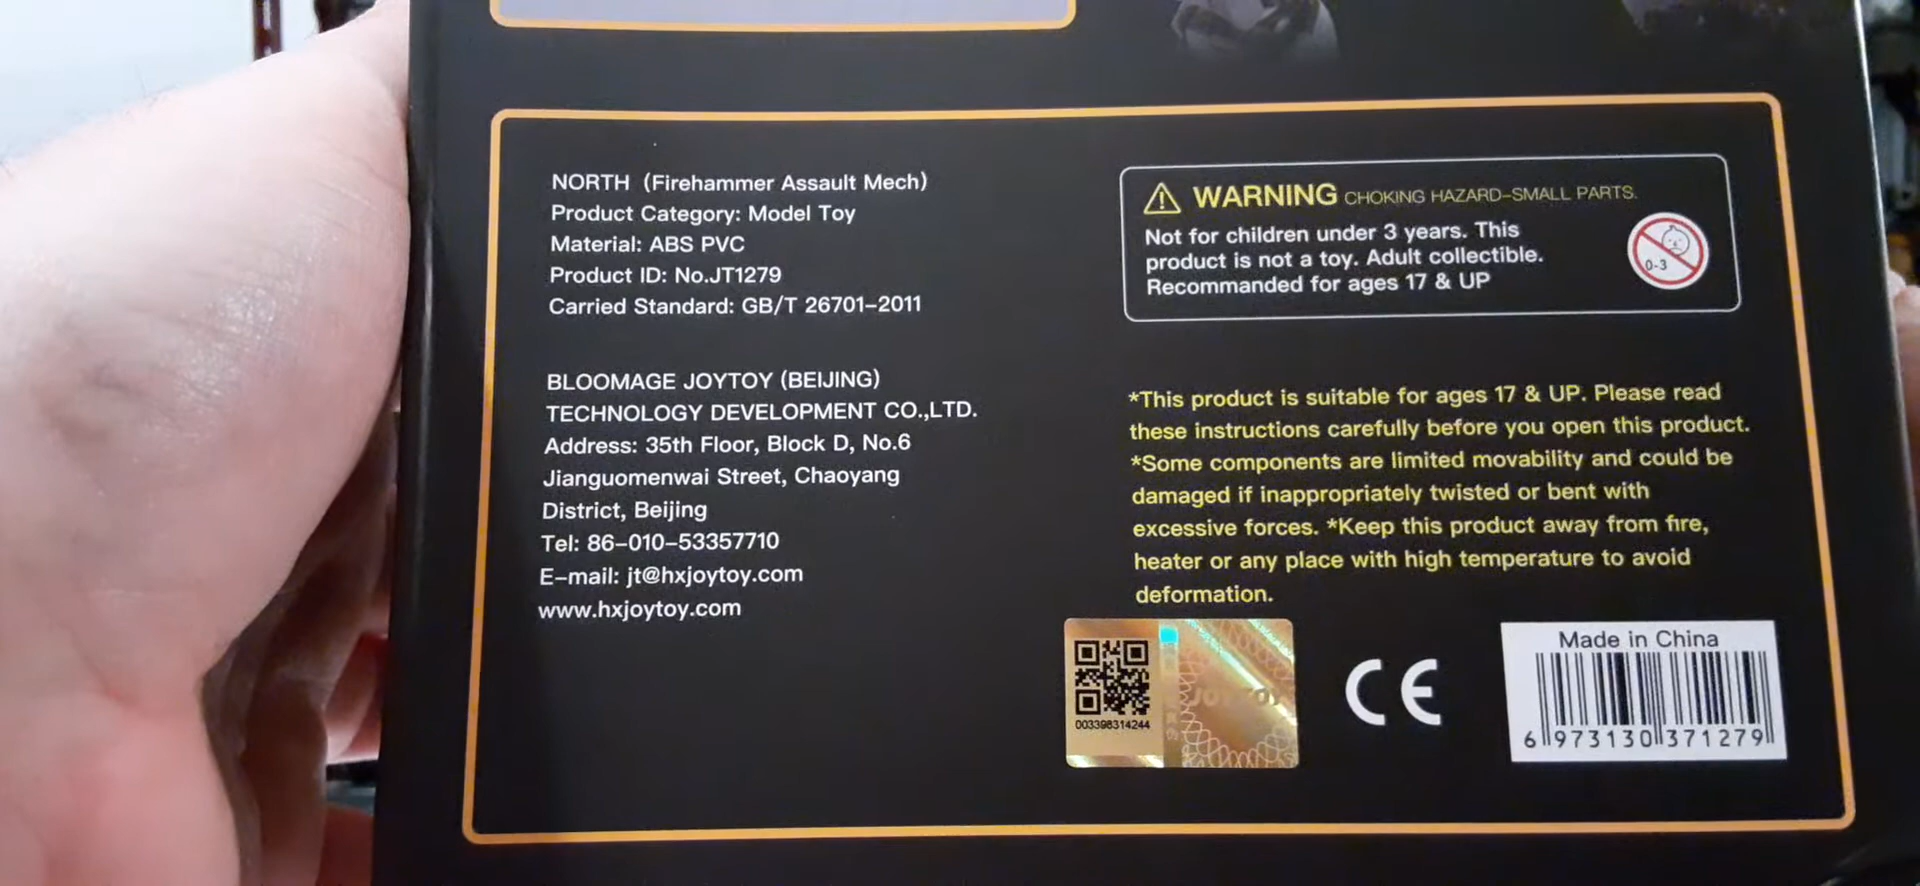 NORTH (Firehammer Assault Mech)
Product Category: Model Toy
Material: ABS PVC
Product ID: No.JT1279
Carried Standard: GB/T 26701-2011
BLOOMAGE JOYTOY (BEIJING)
TECHNOLOGY DEVELOPMENT CO.,LTD.
Address: 35th Floor, Block D, No.6
Jianguomenwai Street, Chaoyang
District, Beijing
Tel: 86-010-53357710
E-mail: jt@hxjoytoy.com
www.hxjoytoy.com
WARNING CHOKING HAZARD-SMALL PARTS.
Not for children under 3 years. This
product is not a toy. Adult collectible.
Recommanded for ages 17 & UP
0-3
*This product is suitable for ages 17 & UP. Please read
these instructions carefully before you open this product.
*Some components are limited movability and could be
damaged if inappropriately twisted or bent with
excessive forces. *Keep this product away from fire,
heater or any place with high temperature to avoid
deformation.
003398314244
JOYTOY
CE
Made in China
6 973130 371279